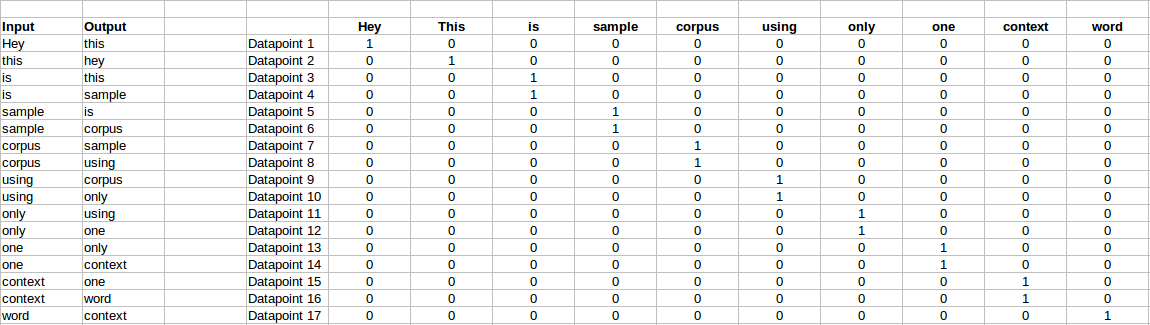 Input Output Hey This is sample corpus using only one context word
Hey this Datapoint 1 1 0 0 0 0 0 0 0 0 0
this hey Datapoint 2 0 1 0 0 0 0 0 0 0 0
is this Datapoint 3 0 0 1 0 0 0 0 0 0 0
is sample Datapoint 4 0 0 1 0 0 0 0 0 0 0
sample is Datapoint 5 0 0 0 1 0 0 0 0 0 0
sample corpus Datapoint 6 0 0 0 1 0 0 0 0 0 0
corpus sample Datapoint 7 0 0 0 0 1 0 0 0 0 0
corpus using Datapoint 8 0 0 0 0 1 0 0 0 0 0
using corpus Datapoint 9 0 0 0 0 0 1 0 0 0 0
using only Datapoint 10 0 0 0 0 0 1 0 0 0 0
only using Datapoint 11 0 0 0 0 0 0 1 0 0 0
only one Datapoint 12 0 0 0 0 0 0 1 0 0 0
one only Datapoint 13 0 0 0 0 0 0 0 1 0 0
one context Datapoint 14 0 0 0 0 0 0 0 1 0 0
context one Datapoint 15 0 0 0 0 0 0 0 0 1 0
context word Datapoint 16 0 0 0 0 0 0 0 0 1 0
word context Datapoint 17 0 0 0 0 0 0 0 0 0 1